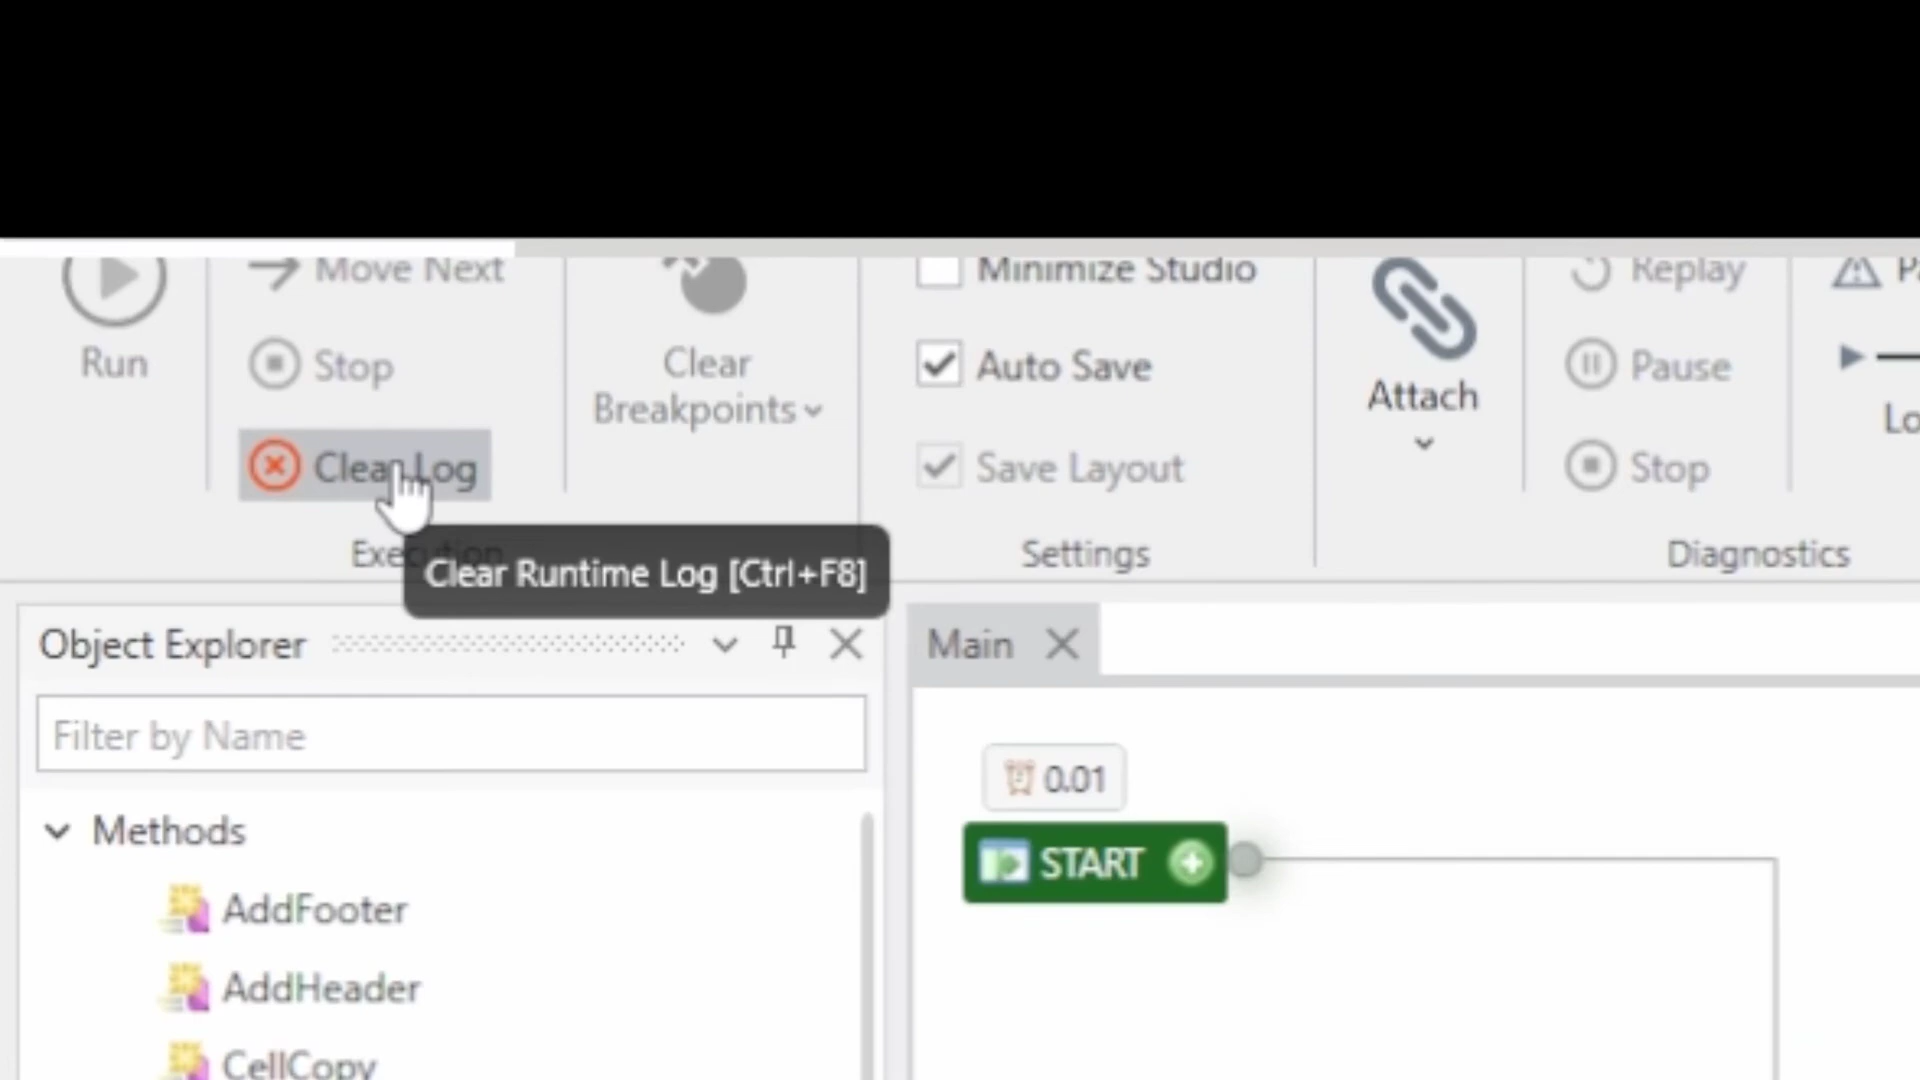 Move Next
Minimize Studio
Replay
Run
Stop
Clear
Breakpoints
Auto Save
Attach
Pause
Clear Log
Save Layout
Stop
Settings
Diagnostics
Clear Runtime Log [Ctrl+F8]
Object Explorer
Main
Filter by Name
0.01
Methods
START
AddFooter
AddHeader
CellCopy